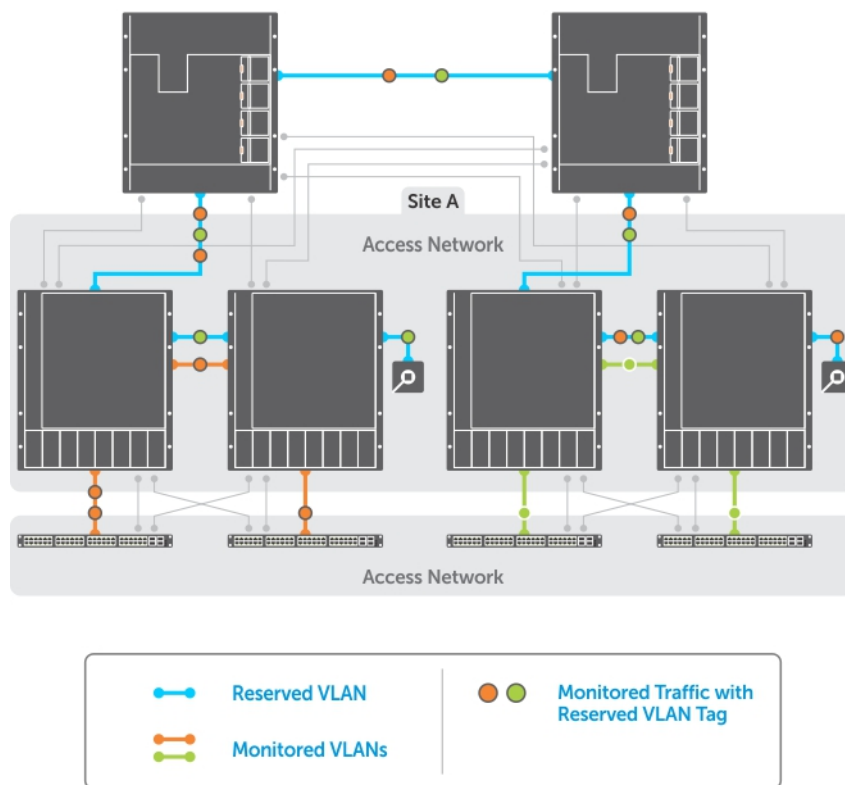 Site A
Access Network
Access Network
Reserved VLAN
Monitored VLANs
Monitored Traffic with
Reserved VLAN Tag